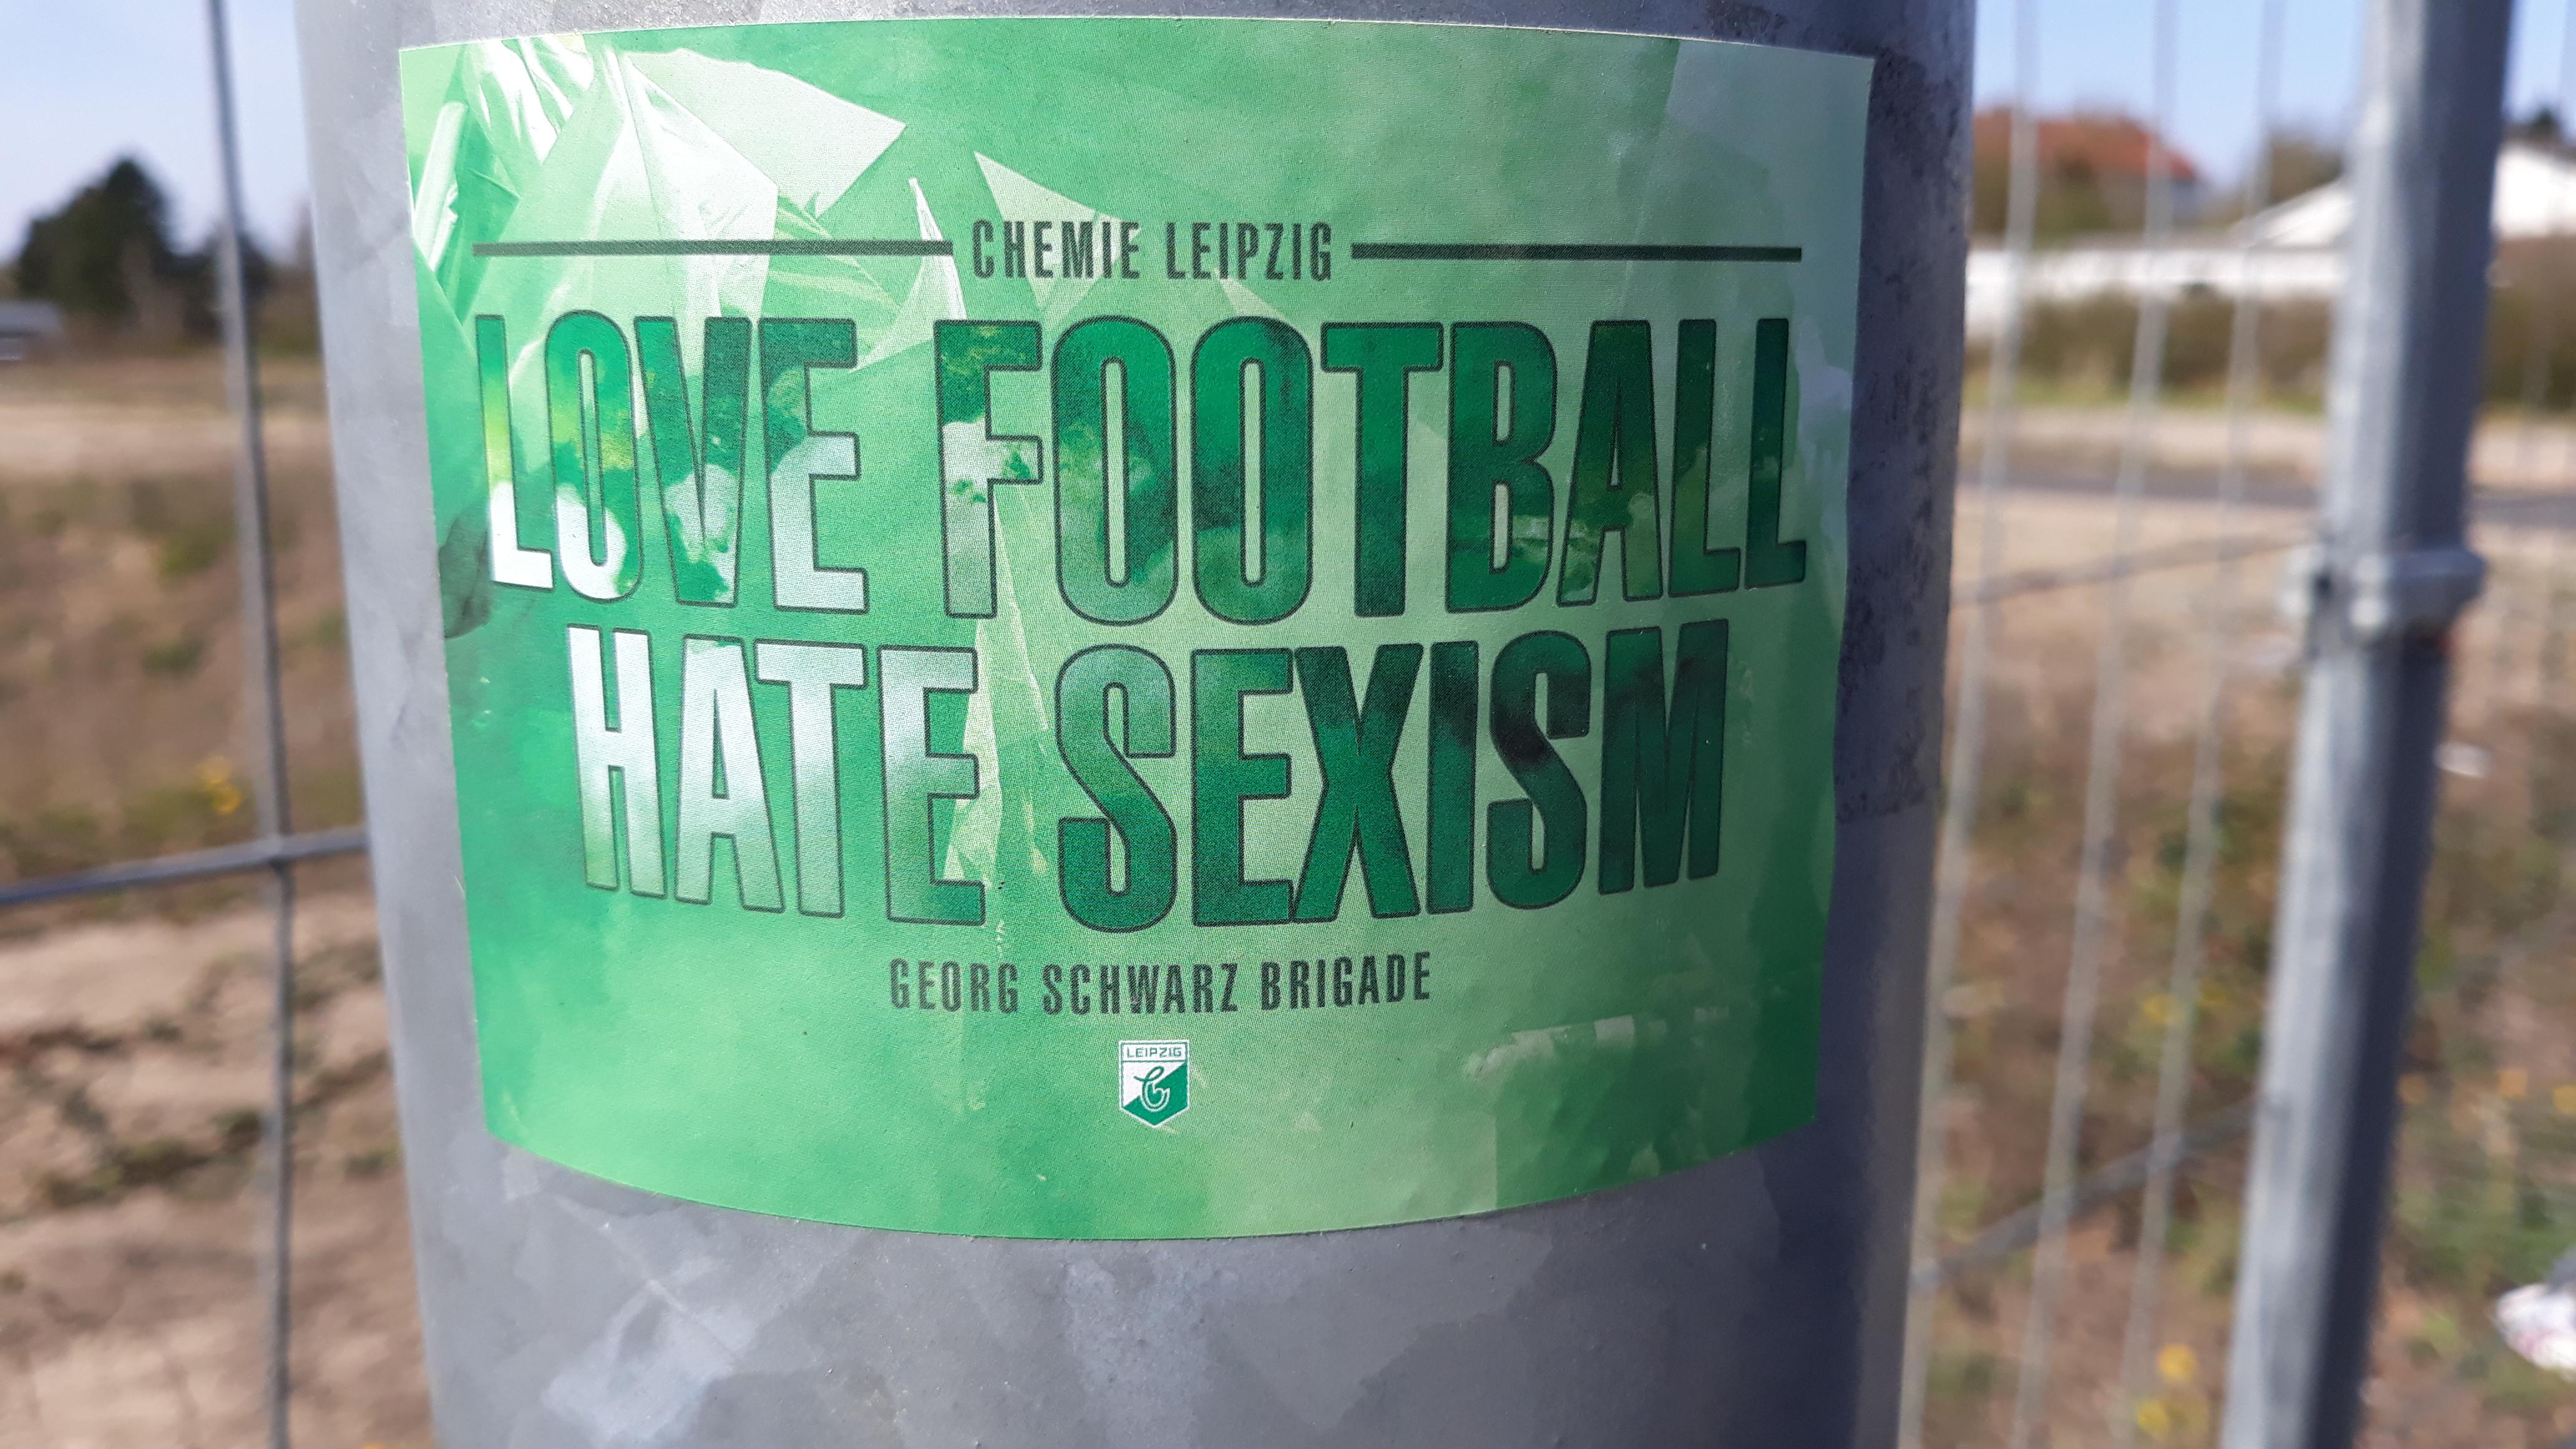 CHEMIE LEIPZIG
LOVE FOOTBALL
HATE SEXISM
GEORG SCHWARZ BRIGADE
LEIPZIG
C